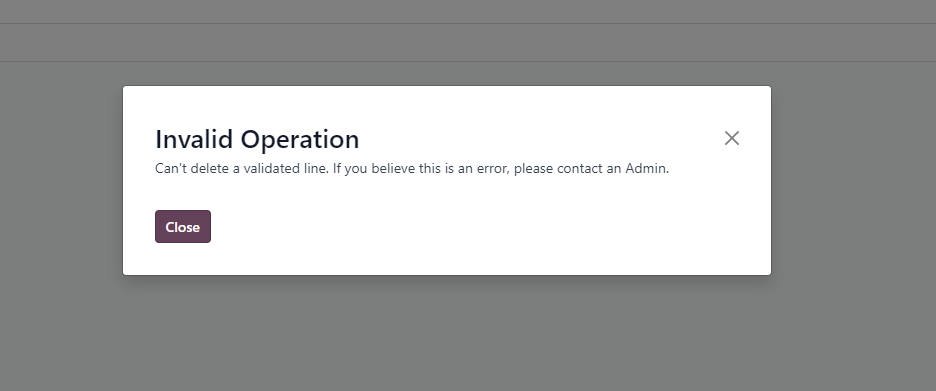 Invalid Operation
Can't delete a validated line. If you believe this is an error, please contact an Admin.
Close